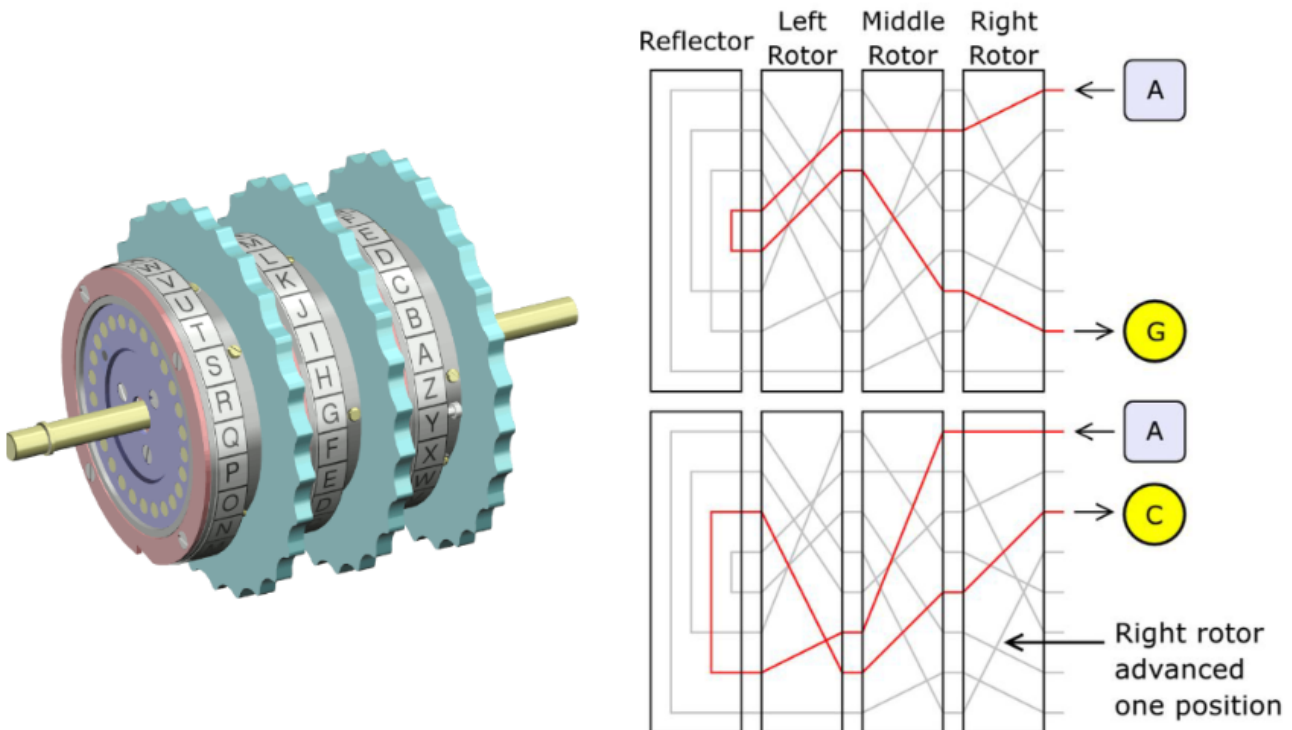 W V U T S R Q P O N
M L K J I H G F E D
E D C B A Z Y X W
Reflector
Left
Rotor
Middle
Rotor
Right
Rotor
A
G
A
C
Right rotor
advanced
one position